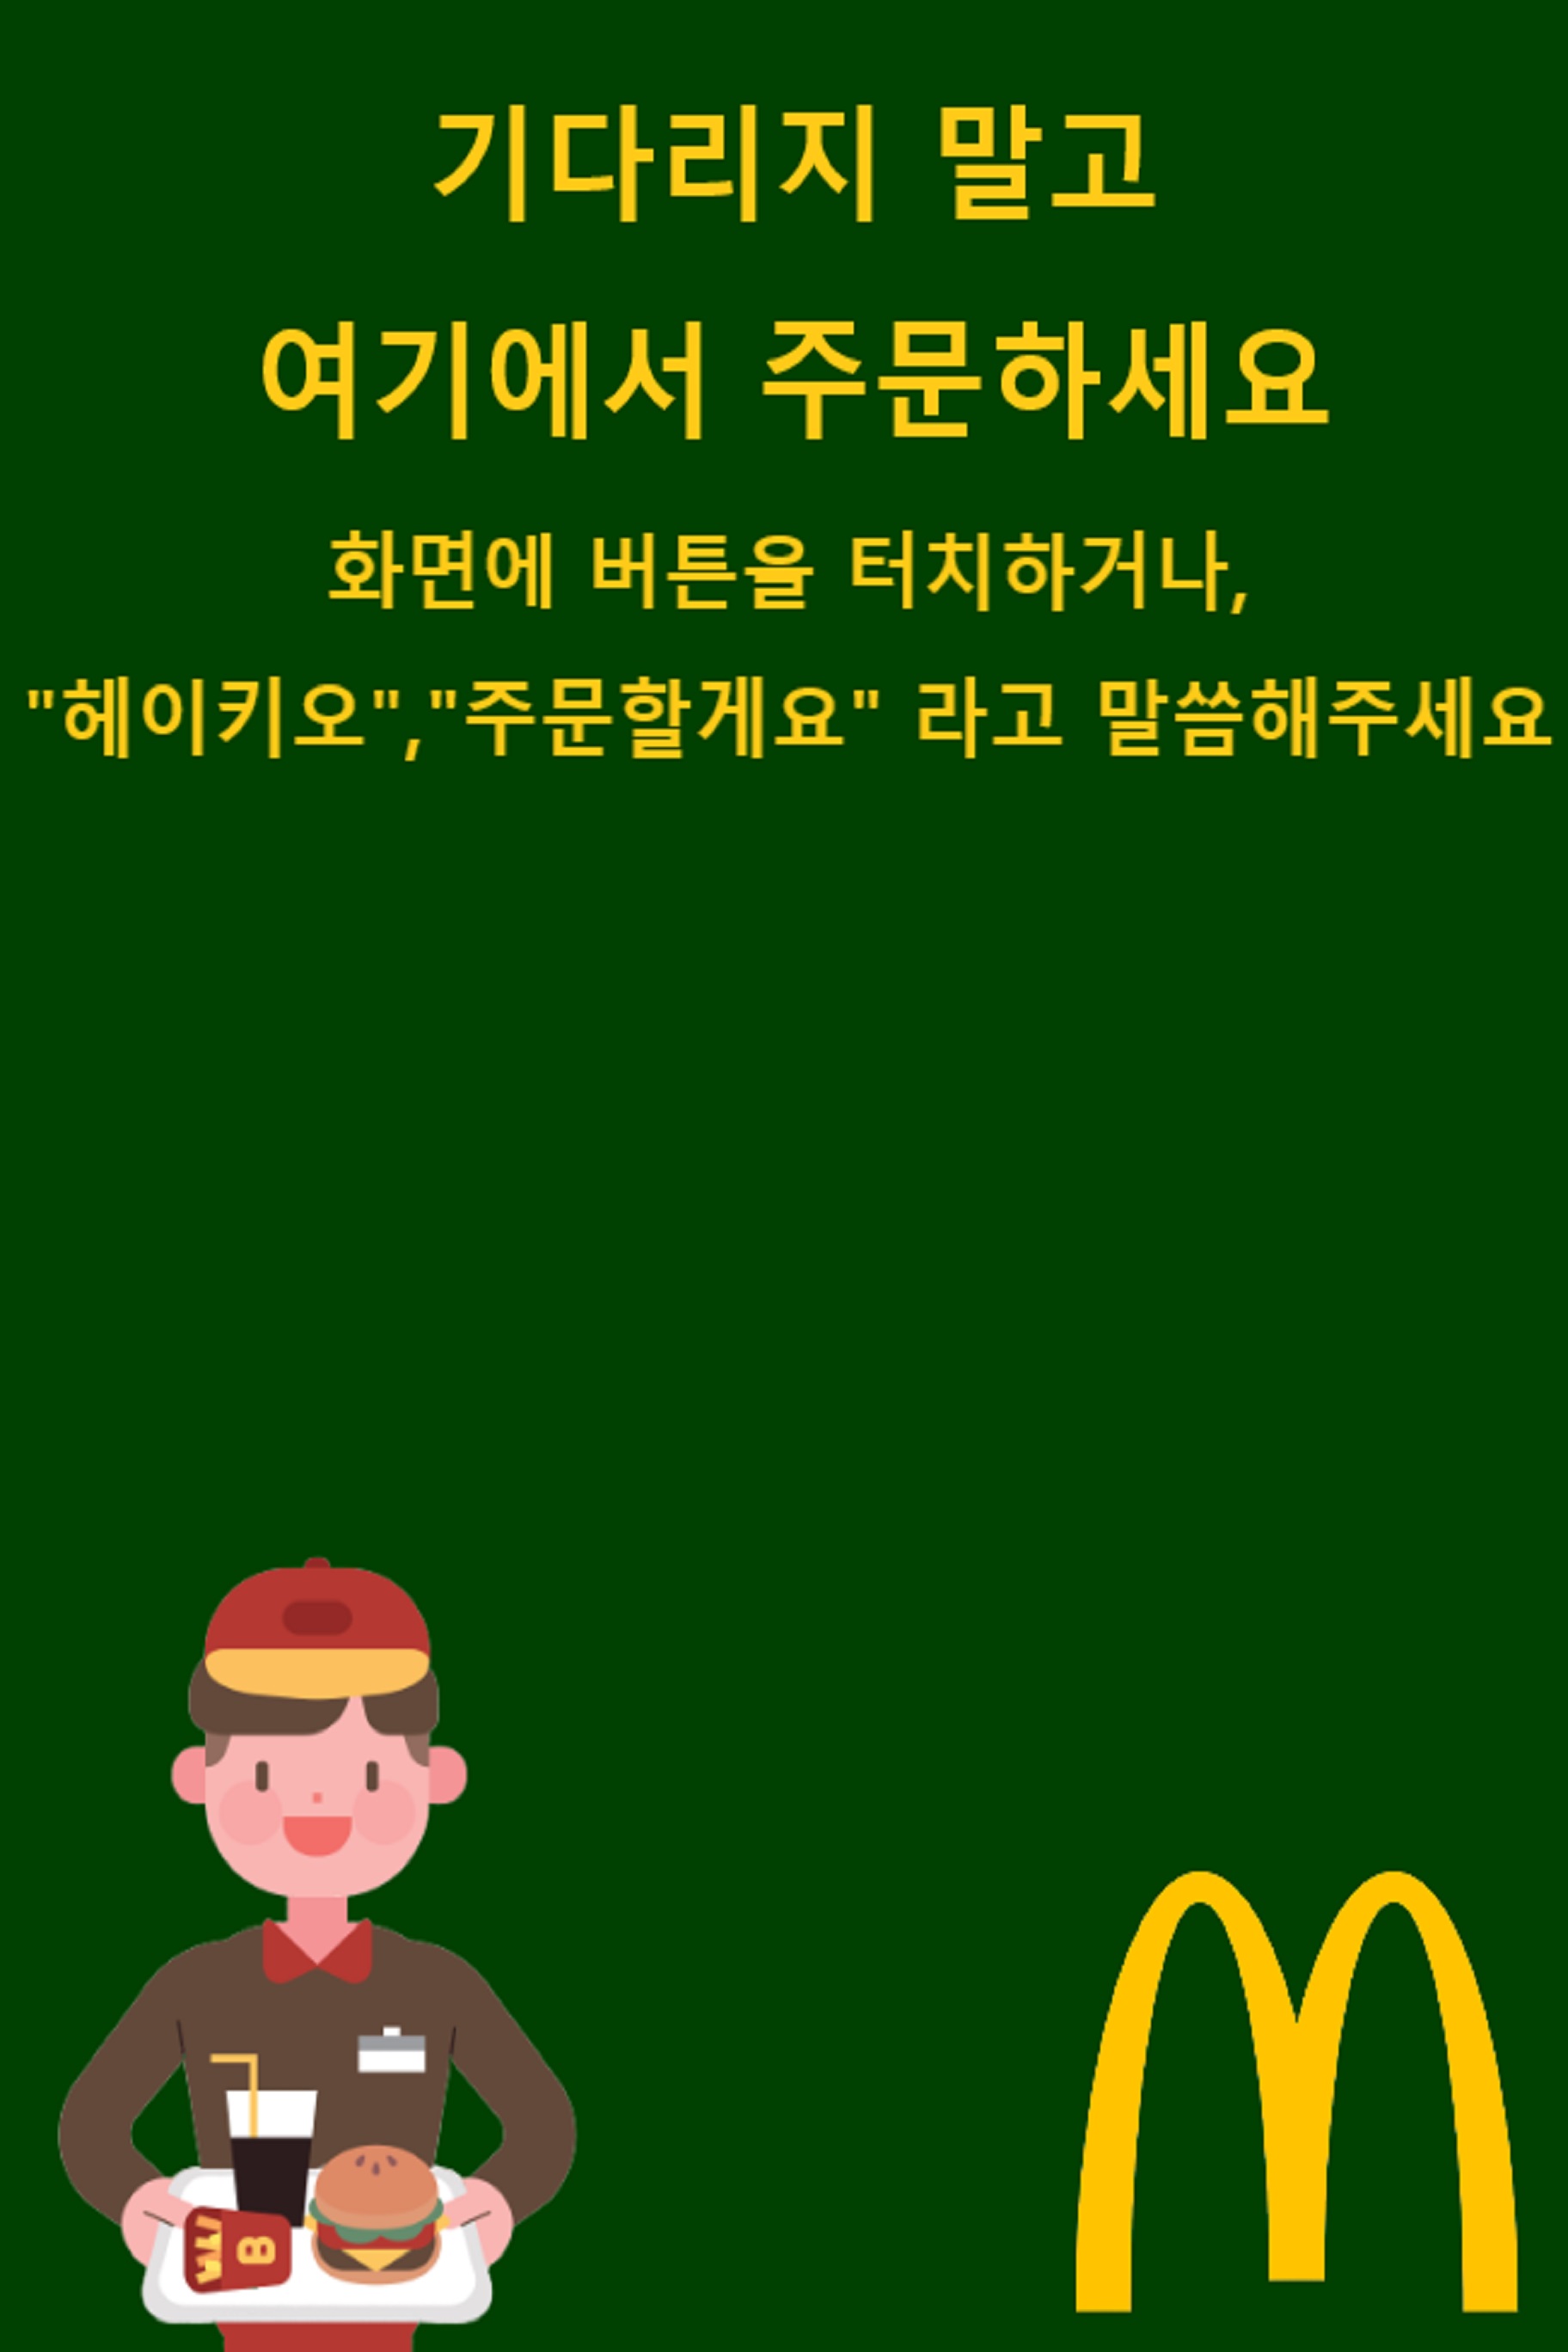 기다리지 말고
여기에서 주문하세요
화면에 버튼을 터치하거나,
"헤이키오","주문할게요" 라고 말씀해주세요
B